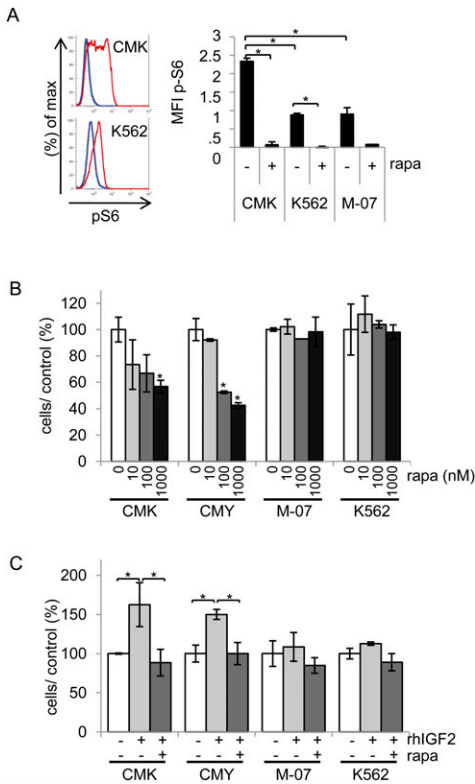 A
(%) of max
CMK
K562
pS6
MFI p-S6
2.5
2
1.5
1
0.5
0
* * * *
- + - + - + rapa
CMK K562 M-07
B
cells/ control (%)
120
100
80
60
40
20
0
* * *
0 10 100 1000 0 10 100 1000 0 10 100 1000 0 10 100 1000 rapa (nM)
CMK CMY M-07 K562
C
cells/ control (%)
200
150
100
50
0
* * * *
- + + - + + - + + - + + rhIGF2
- - + - - + - - + - - + rapa
CMK CMY M-07 K562